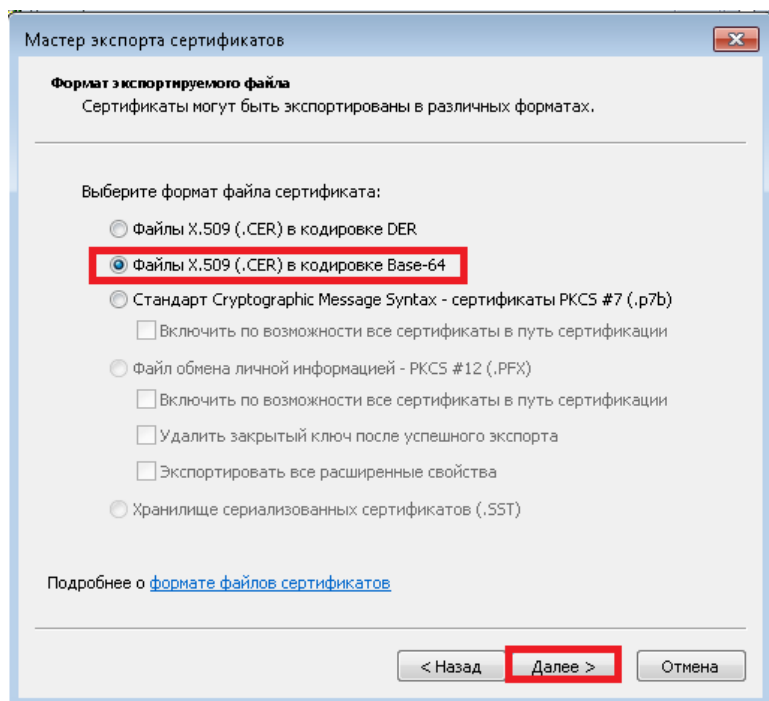 Мастер экспорта сертификатов
Формат экспортируемого файла
Сертификаты могут быть экспортированы в различных форматах.
Выберите формат файла сертификата:
Файлы X.509 (.CER) в кодировке DER
Файлы X.509 (.CER) в кодировке Base-64
Стандарт Cryptographic Message Syntax - сертификаты PKCS #7 (.p7b)
Включить по возможности все сертификаты в путь сертификации
Файл обмена личной информацией - PKCS #12 (.PFX)
Включить по возможности все сертификаты в путь сертификации
Удалить закрытый ключ после успешного экспорта
Экспортировать все расширенные свойства
Хранилище сериализованных сертификатов (.SST)
Подробнее о формате файлов сертификатов
< Назад Далее > Отмена